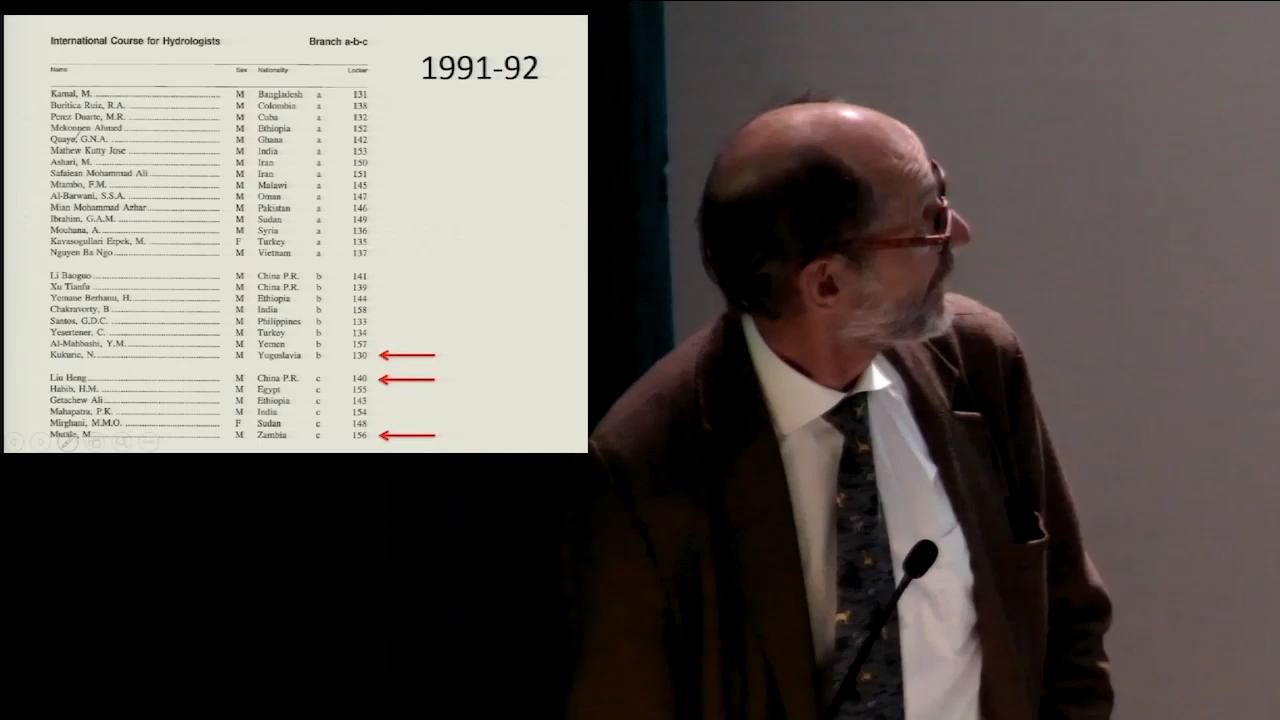 International Course for Hydrologists Branch a-b-c
1991-92
Name Sex Nationality Locker
Kamal, M. M Bangladesh a 131
Buritica Ruiz, R.A. M Colombia a 138
Perez Duarte, M.R. M Cuba a 132
Mekonnen Ahmed M Ethiopia a 152
Quaye, G.N.A. M Ghana a 142
Mathew Kutty Jose M India a 153
Ashari, M. M Iran a 150
Safaiean Mohammad Ali M Iran a 151
Mtambo, F.M. M Malawi a 145
Al-Barwani, S.S.A. M Oman a 147
Mian Mohammad Azhar M Pakistan a 146
Ibrahim, G.A.M. M Sudan a 149
Mouhana, A. M Syria a 136
Kavasogullari Erpek, M. F Turkey a 135
Nguyen Ba Ngo M Vietnam a 137
Li Baoguo M China P.R. b 141
Xu Tianfu M China P.R. b 139
Yemane Berhanu, H. M Ethiopia b 144
Chakravorty, B M India b 158
Santos, G.D.C. M Philippines b 133
Yesertener, C. M Turkey b 134
Al-Mahbashi, Y.M. M Yemen b 157
Kukuric, N. M Yugoslavia b 130
Liu Heng M China P.R. c 140
Habib, H.M. M Egypt c 155
Getachew Ali M Ethiopia c 143
Mahapatra, P.K. M India c 154
Mirghani, M.M.O. F Sudan c 148
Mutale, M M Zambia c 156